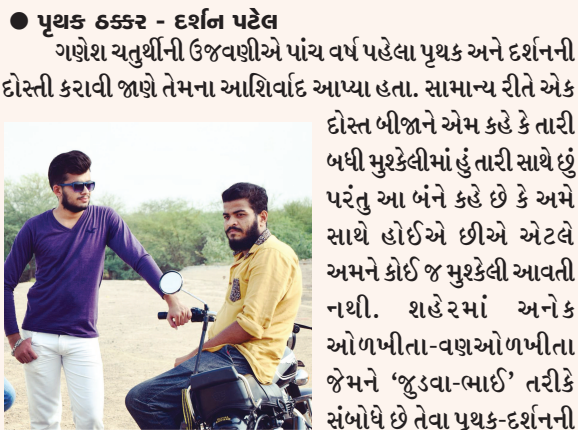 ● પૃથક ઠક્કર - દર્શન પટેલ
ગણેશ ચતુર્થીની ઉજવણીએ પાંચ વર્ષ પહેલા પૃથક અને દર્શનની
દોસ્તી કરાવી જાણે તેમના આશિર્વાદ આપ્યા હતા. સામાન્ય રીતે એક
દોસ્ત બીજાને એમ કહે કે તારી
બધી મુશ્કેલીમાં હું તારી સાથે છું
પરંતુ આ બંને કહે છે કે અમે
સાથે હોઈએ છીએ એટલે
અમને કોઈ જ મુશ્કેલી આવતી
નથી. શહેરમાં અનેક
ઓળખીતા-વણઓળખીતા
જેમને ‘જુડવા-ભાઈ’ તરીકે
સંબોધે છે તેવા પૃથક-દર્શનની